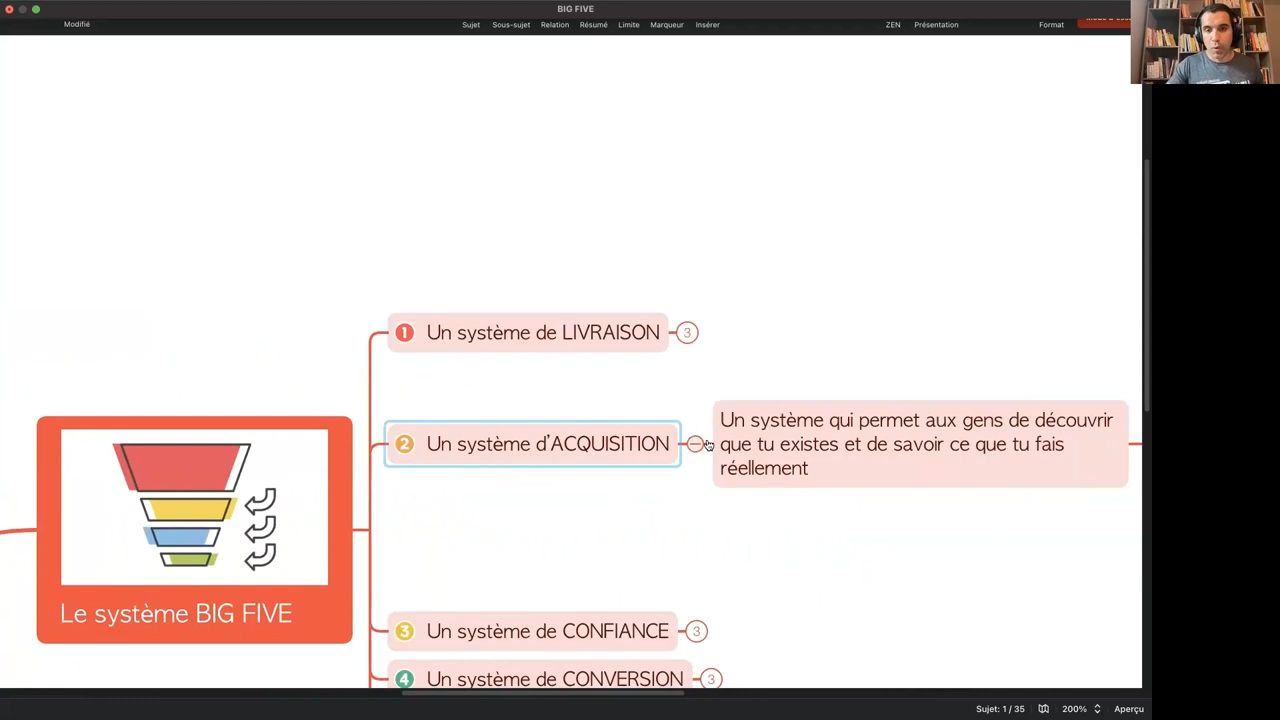 BIG FIVE
Modifié
Sujet
Sous-sujet
Relation
Résumé
Limite
Marqueur
Insérer
ZEN
Présentation
Format
1 Un système de LIVRAISON 3
2 Un système d'ACQUISITION
Un système qui permet aux gens de découvrir
que tu existes et de savoir ce que tu fais
réellement
Le système BIG FIVE
3 Un système de CONFIANCE 3
4 Un système de CONVERSION 3
Sujet: 1 / 35
200%
Aperçu